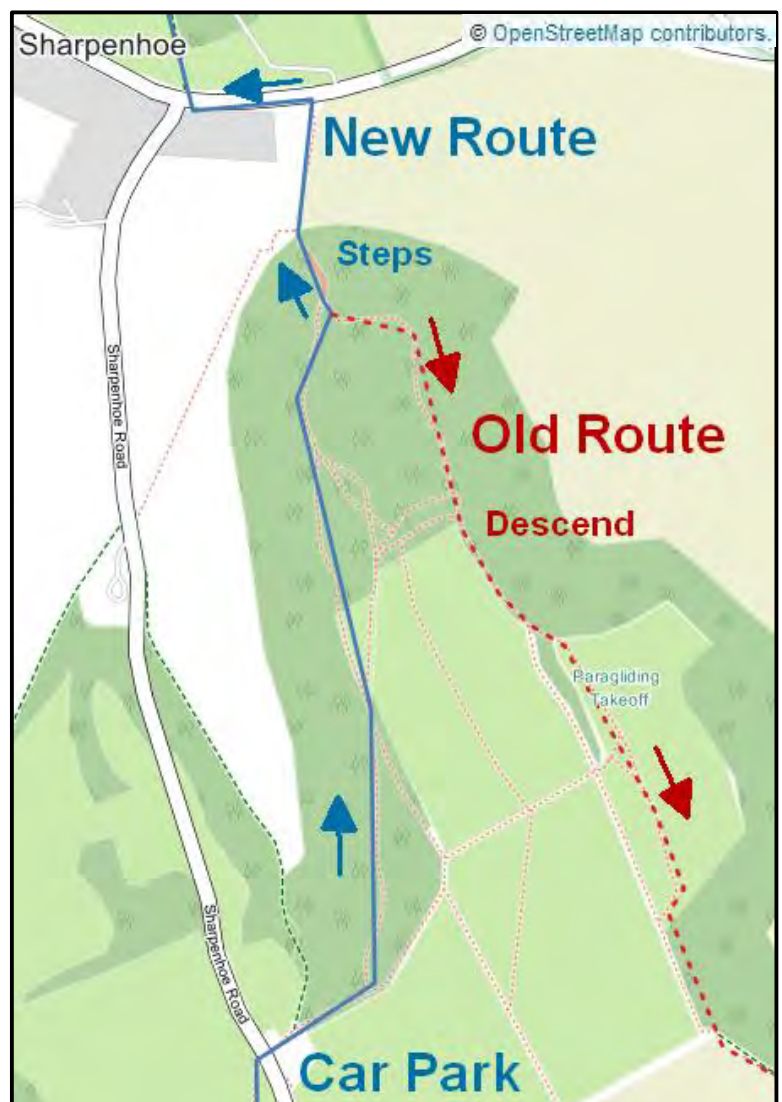 Sharpenhoe
© OpenStreetMap contributors.
New Route
Steps
Sharpenhoe Road
Old Route
Descend
Paragliding
Takeoff
Sharpenhoe Road
Car Park